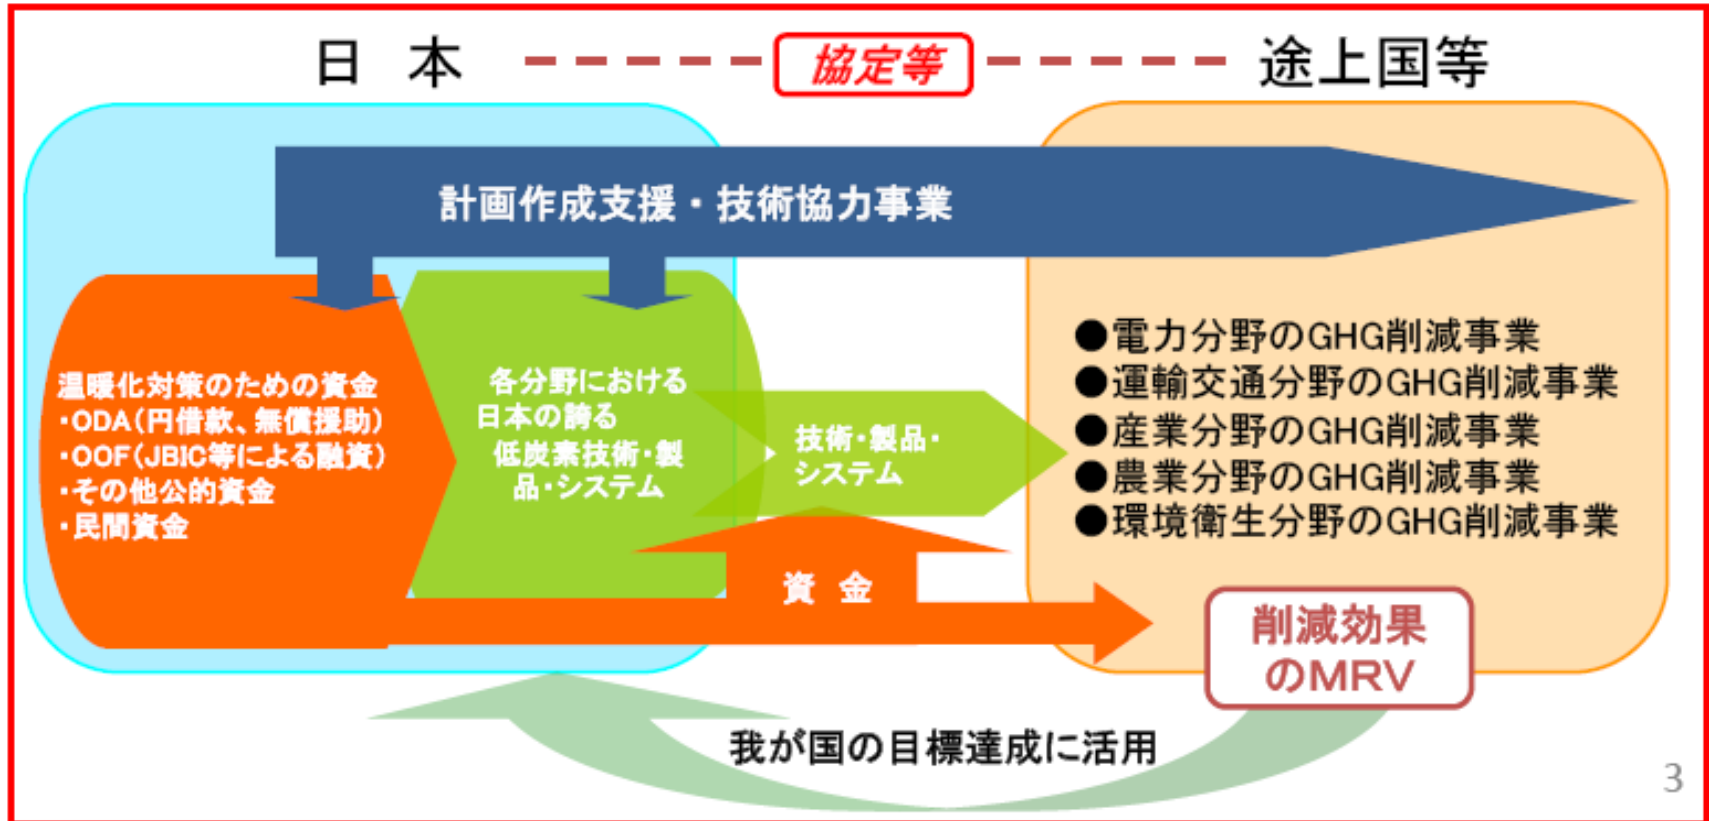 日 本
協定等
途上国等
計画作成支援・技術協力事業
温暖化対策のための資金
・ODA(円借款、無償援助)
・OOF(JBIC等による融資)
・その他公的資金
・民間資金
各分野における
日本の誇る
低炭素技術・製
品・システム
技術・製品・
システム
●電力分野のGHG削減事業
●運輸交通分野のGHG削減事業
●産業分野のGHG削減事業
●農業分野のGHG削減事業
●環境衛生分野のGHG削減事業
資 金
削減効果
のMRV
我が国の目標達成に活用
3